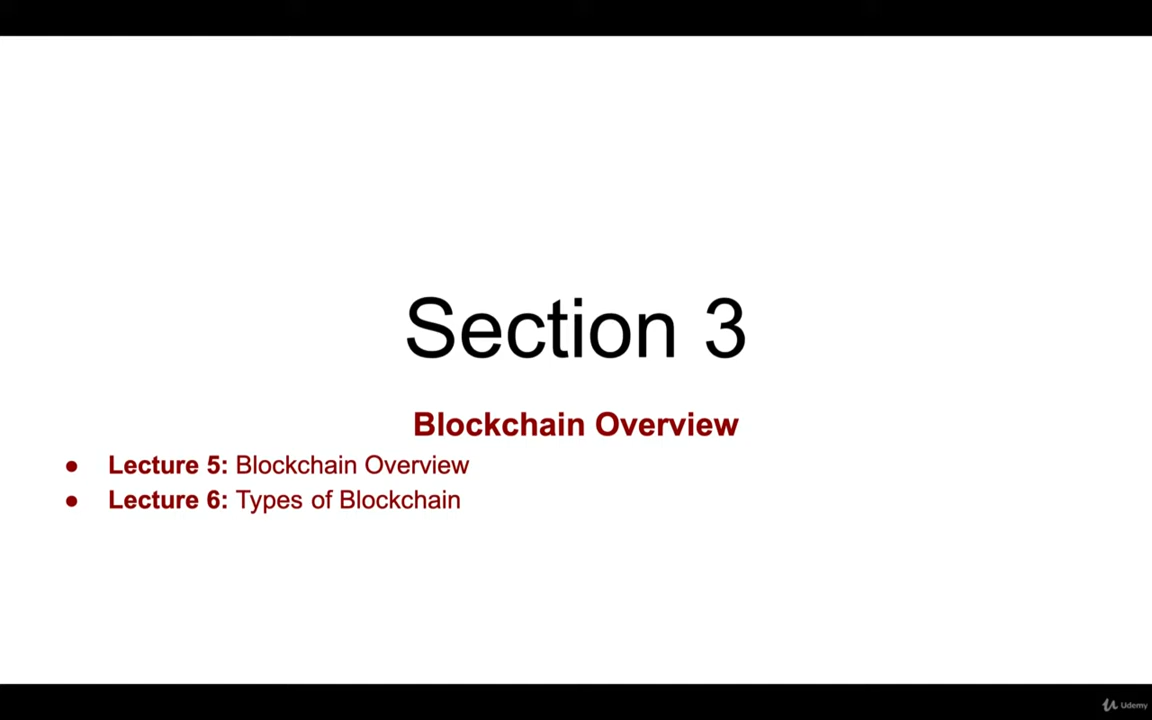 Section 3
Blockchain Overview
● Lecture 5: Blockchain Overview
● Lecture 6: Types of Blockchain
Udemy